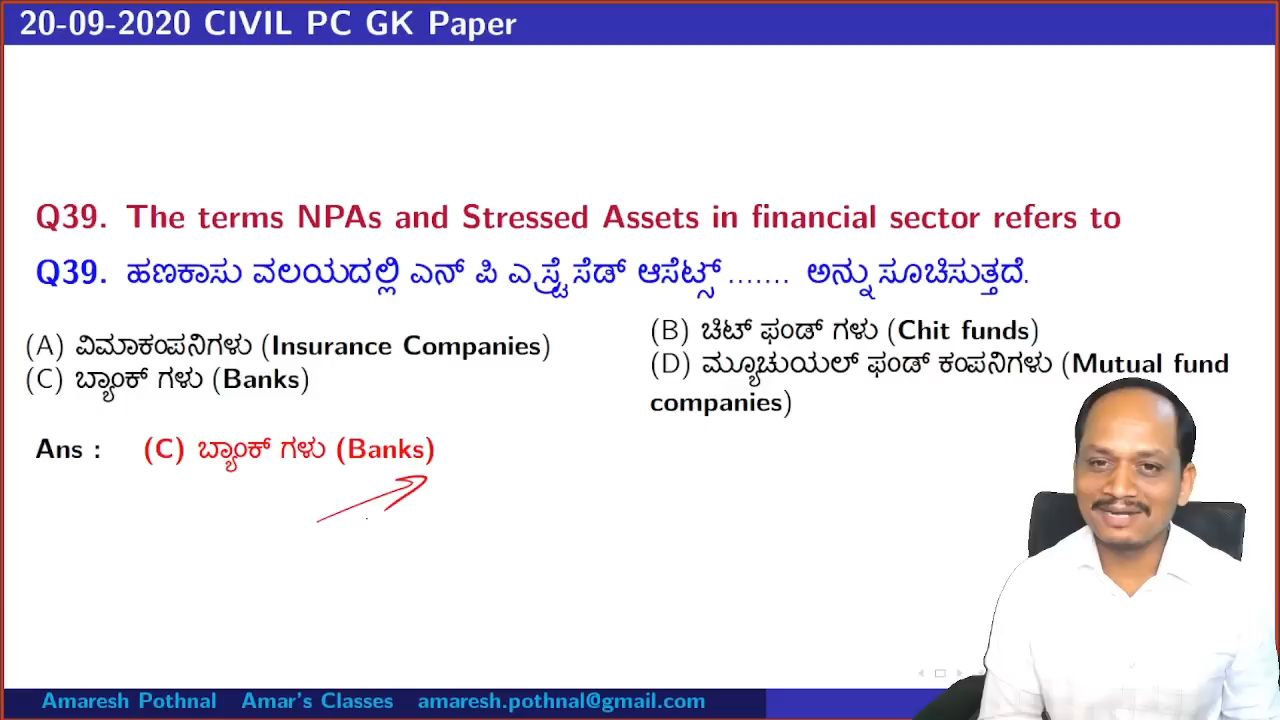 20-09-2020 CIVIL PC GK Paper
Q39. The terms NPAs and Stressed Assets in financial sector refers to
Q39. ಹಣಕಾಸು ವಲಯದಲ್ಲಿ ಎನ್ ಪಿ ಎ ಸ್ಟ್ರೆಸೆಡ್ ಆಸೆಟ್ಸ್ ....... ಅನ್ನು ಸೂಚಿಸುತ್ತದೆ.
(A) ವಿಮಾಕಂಪನಿಗಳು (Insurance Companies)
(B) ಚಿಟ್ ಫಂಡ್ ಗಳು (Chit funds)
(C) ಬ್ಯಾಂಕ್ ಗಳು (Banks)
(D) ಮ್ಯೂಚುಯಲ್ ಫಂಡ್ ಕಂಪನಿಗಳು (Mutual fund
companies)
Ans : (C) ಬ್ಯಾಂಕ್ ಗಳು (Banks)
Amaresh Pothnal Amar's Classes amaresh.pothnal@gmail.com